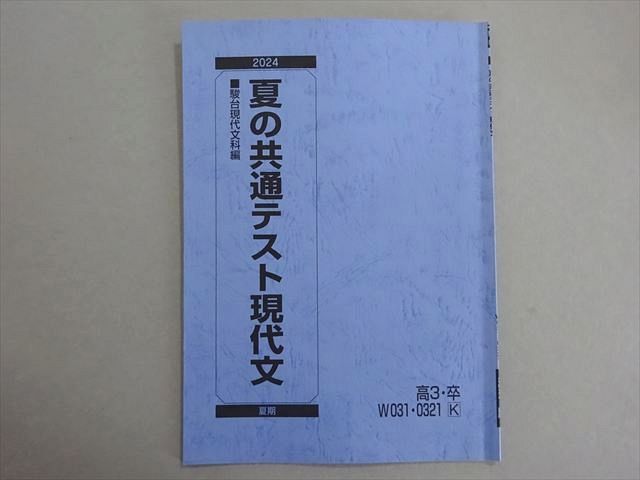 2024
夏の共通テスト現代文
■駿台現代文科編
夏期
高3・卒
W031・0321 K